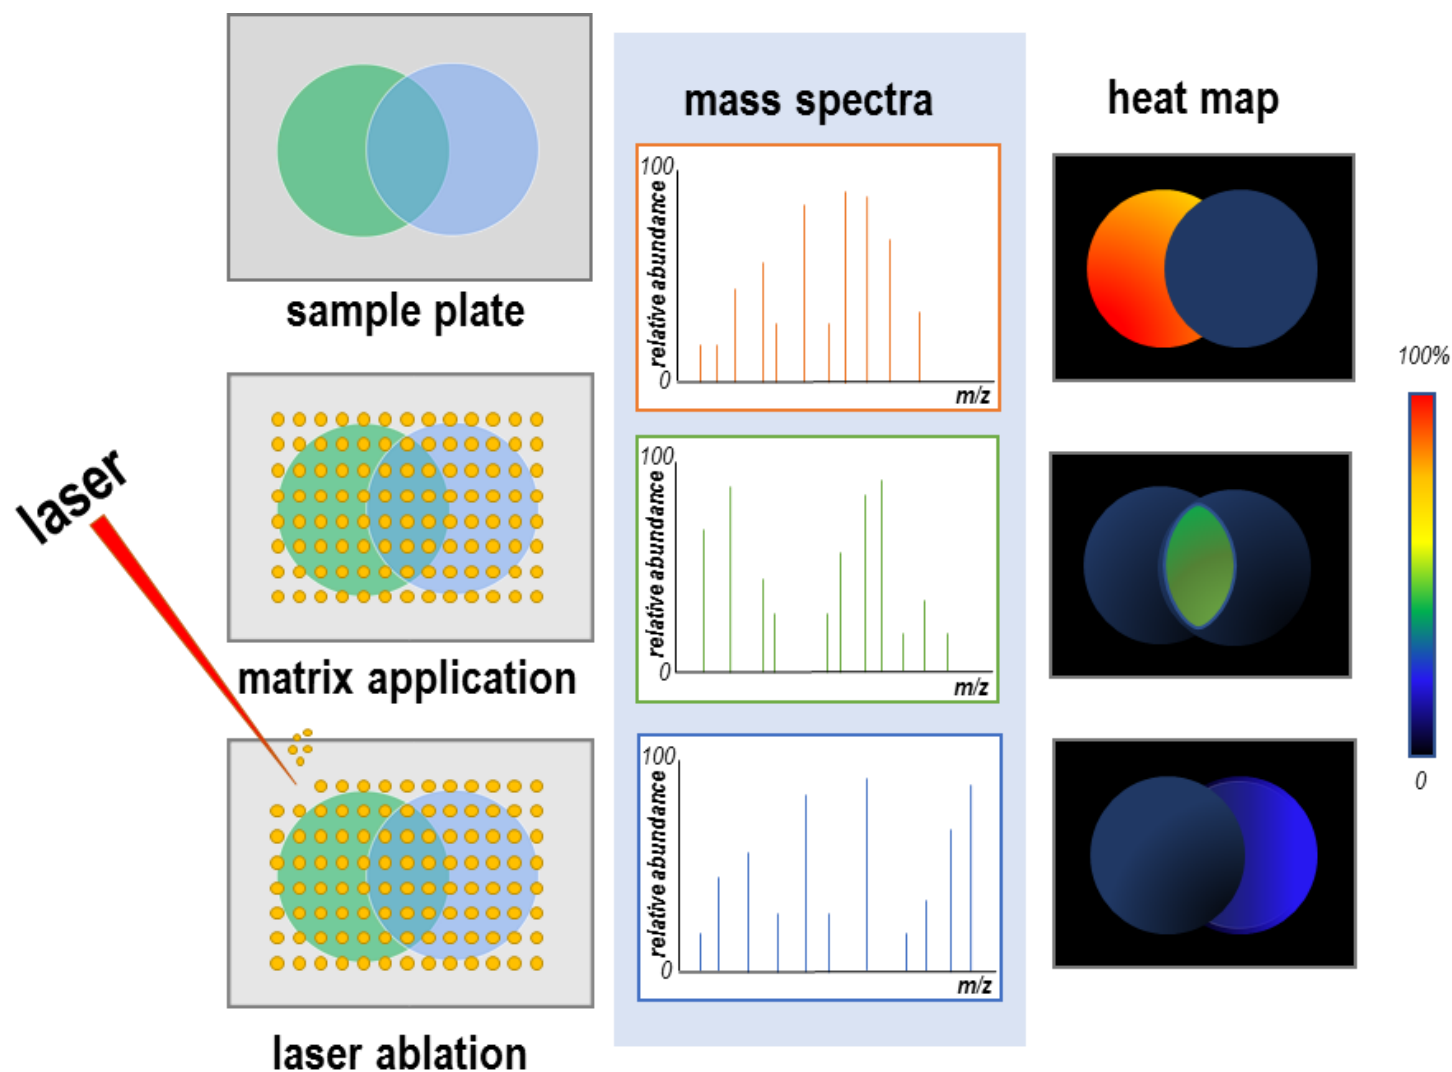 sample plate
laser
matrix application
laser ablation
mass spectra
100
relative abundance
0
m/z
100
relative abundance
0
m/z
100
relative abundance
0
m/z
heat map
100%
0